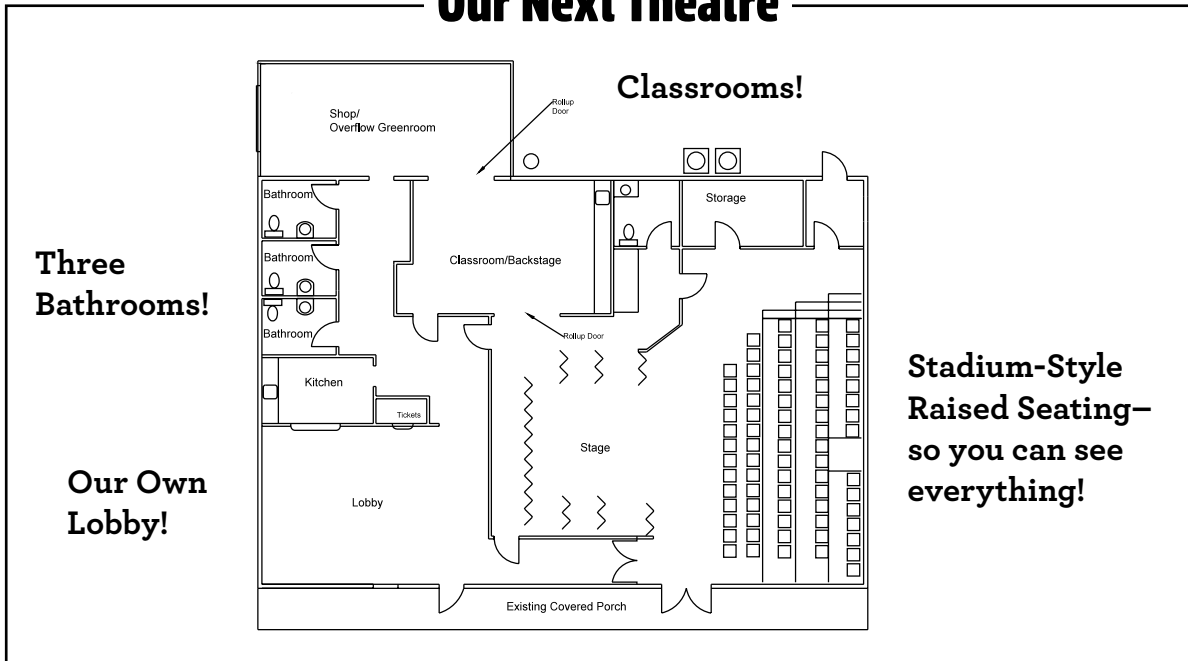 Our Next Theatre
Classrooms!
Rollup
Door
Shop/
Overflow Greenroom
Bathroom
Storage
Three
Bathrooms!
Bathroom
Classroom/Backstage
Bathroom
Rollup Door
Kitchen
Tickets
Stadium-Style
Raised Seating–
so you can see
everything!
Stage
Our Own
Lobby!
Lobby
Existing Covered Porch